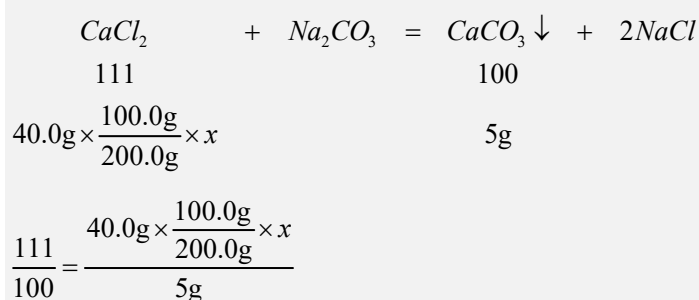 CaCl₂ + Na₂CO₃ = CaCO₃↓ + 2NaCl
111 100
40.0g × 100.0g/200.0g × x 5g
111/100 = (40.0g × 100.0g/200.0g × x)/5g